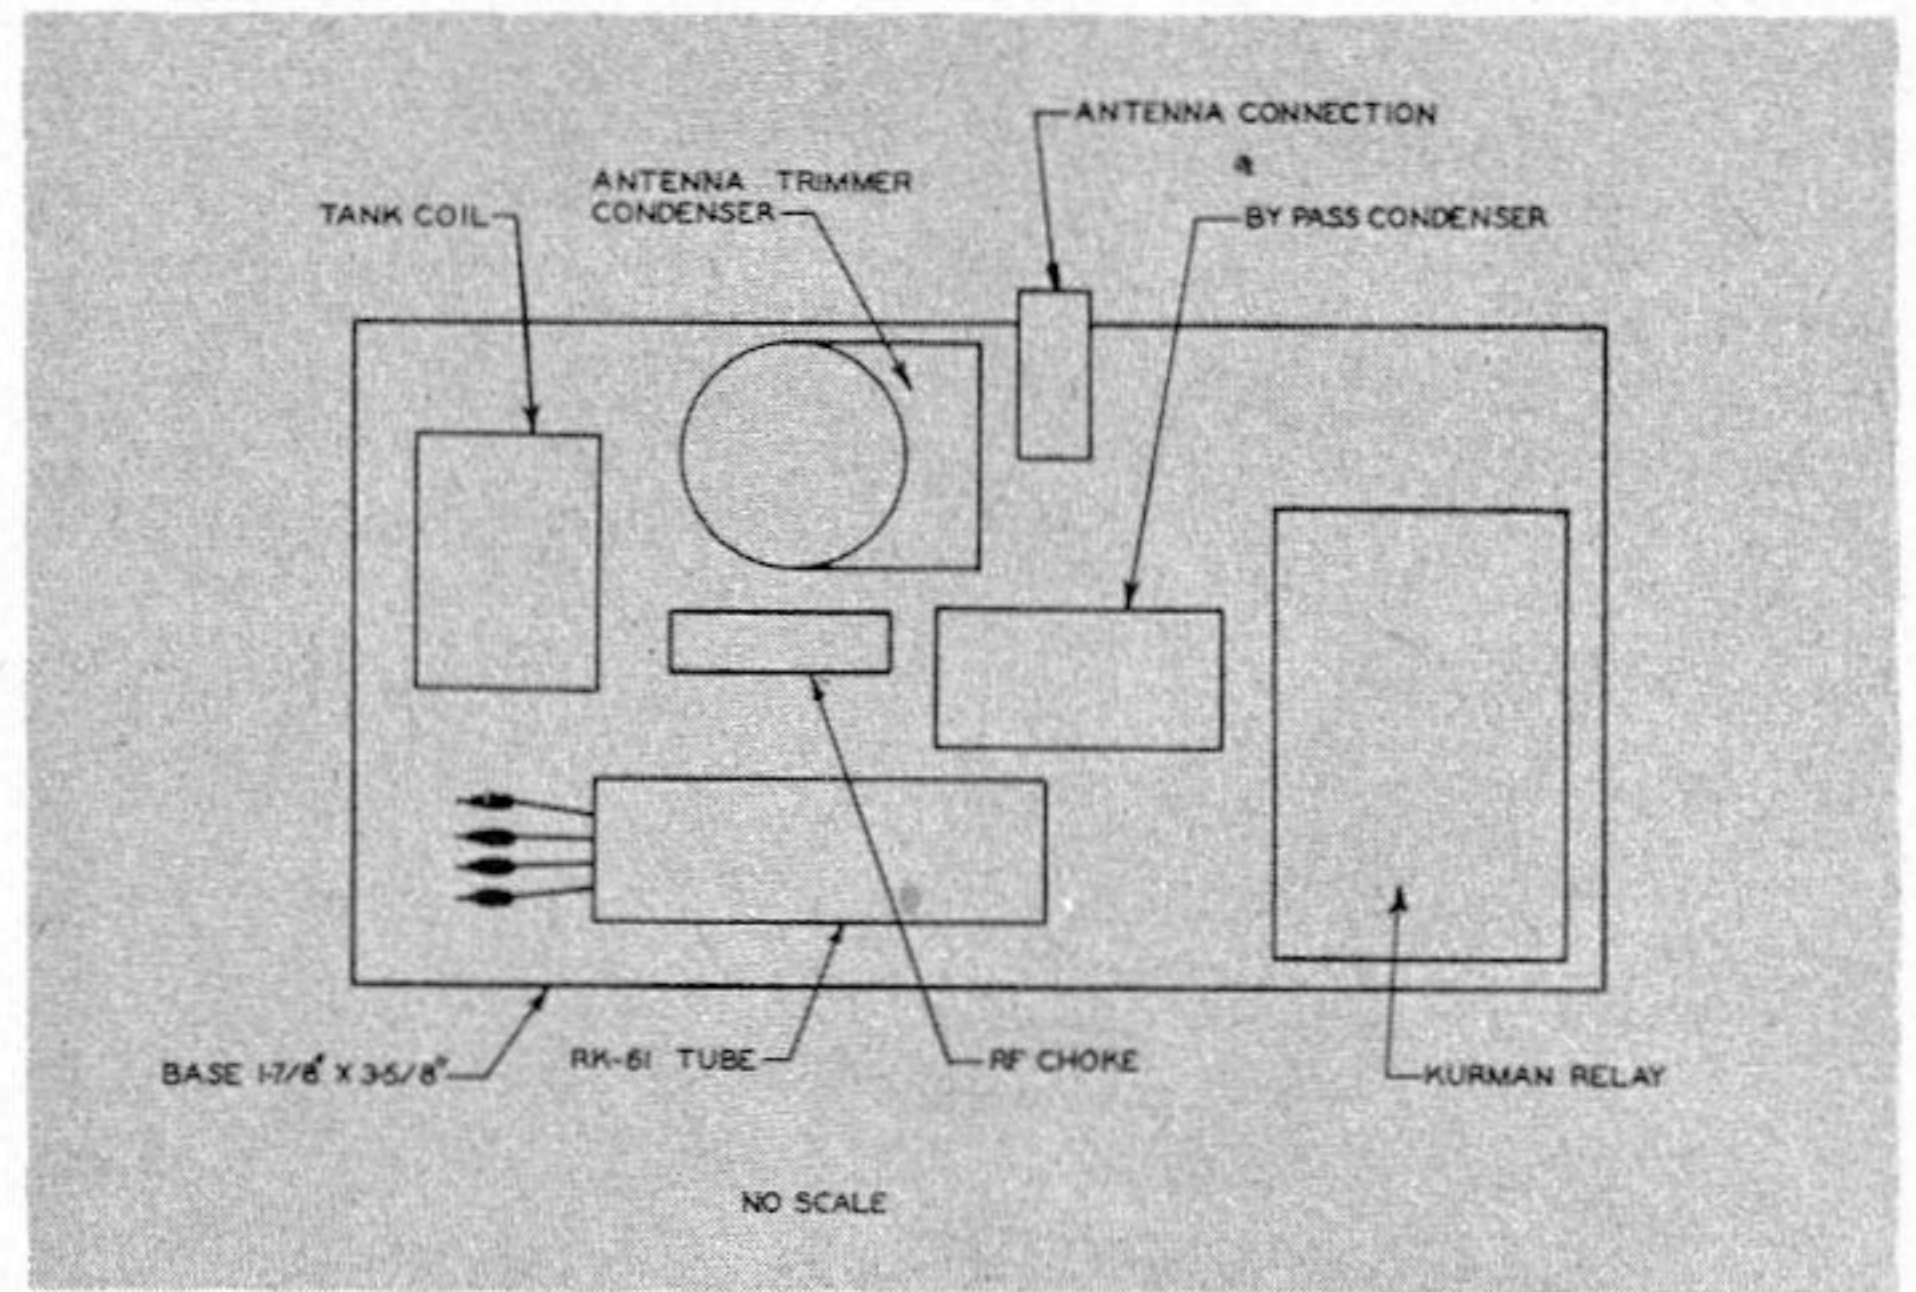 ANTENNA CONNECTION
ANTENNA TRIMMER
CONDENSER
TANK COIL
BY PASS CONDENSER
BASE 1-7/8" X 3-5/8"
RK-61 TUBE
RF CHOKE
KURMAN RELAY
NO SCALE